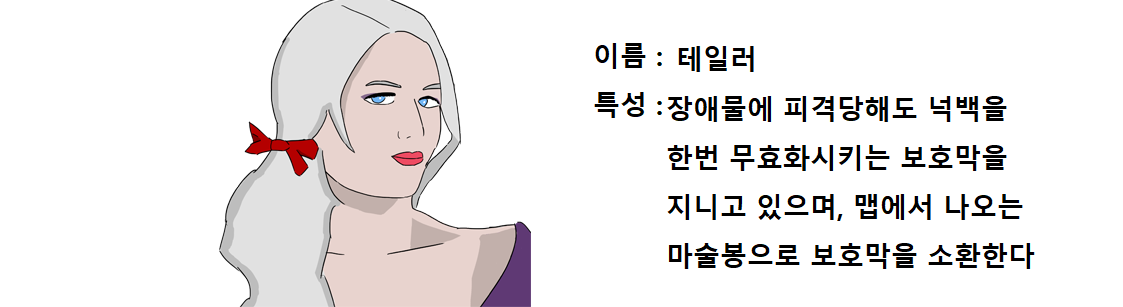 이름 : 테일러
특성 :장애물에 피격당해도 넉백을
한번 무효화시키는 보호막을
지니고 있으며, 맵에서 나오는
마술봉으로 보호막을 소환한다